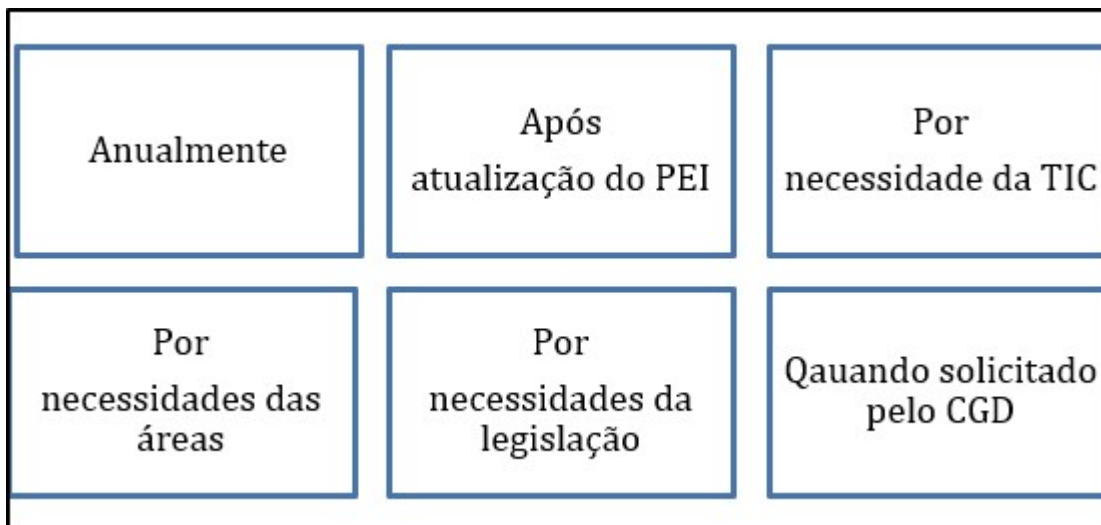 Anualmente
Após
atualização do PEI
Por
necessidade da TIC
Por
necessidades das
áreas
Por
necessidades da
legislação
Qauando solicitado
pelo CGD